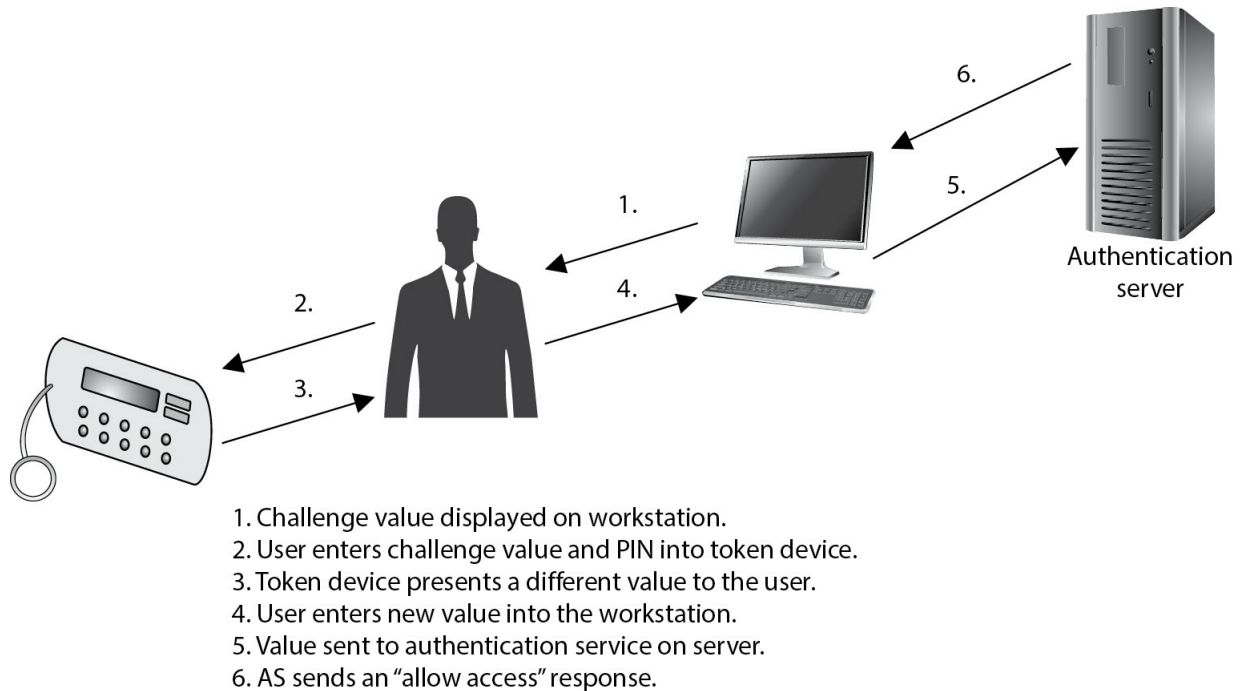 6.
5.
1.
Authentication
server
4.
2.
3.
1. Challenge value displayed on workstation.
2. User enters challenge value and PIN into token device.
3. Token device presents a different value to the user.
4. User enters new value into the workstation.
5. Value sent to authentication service on server.
6. AS sends an “allow access” response.